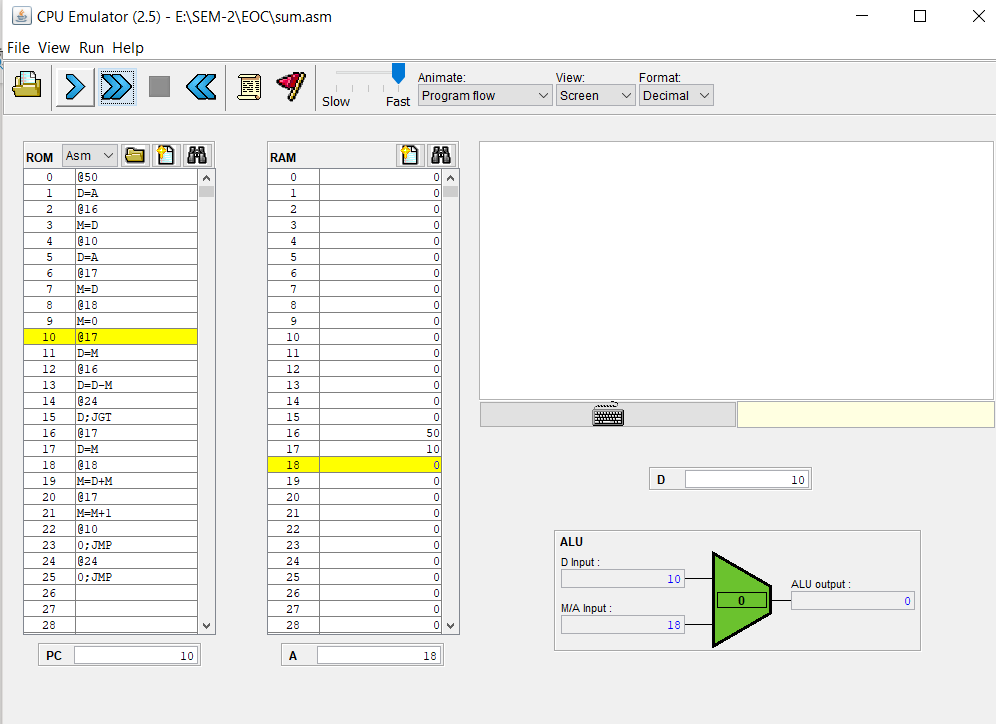 CPU Emulator (2.5) - E:\SEM-2\EOC\sum.asm
File View Run Help
Slow Fast
Animate: View: Format:
Program flow Screen Decimal
ROM Asm
0 @50
1 D=A
2 @16
3 M=D
4 @10
5 D=A
6 @17
7 M=D
8 @18
9 M=0
10 @17
11 D=M
12 @16
13 D=D-M
14 @24
15 D;JGT
16 @17
17 D=M
18 @18
19 M=D+M
20 @17
21 M=M+1
22 @10
23 0;JMP
24 @24
25 0;JMP
26
27
28
PC 10
RAM
0 0
1 0
2 0
3 0
4 0
5 0
6 0
7 0
8 0
9 0
10 0
11 0
12 0
13 0
14 0
15 0
16 50
17 10
18 0
19 0
20 0
21 0
22 0
23 0
24 0
25 0
26 0
27 0
28 0
A 18
D 10
ALU
D Input :
10
M/A Input :
18
0
ALU output :
0